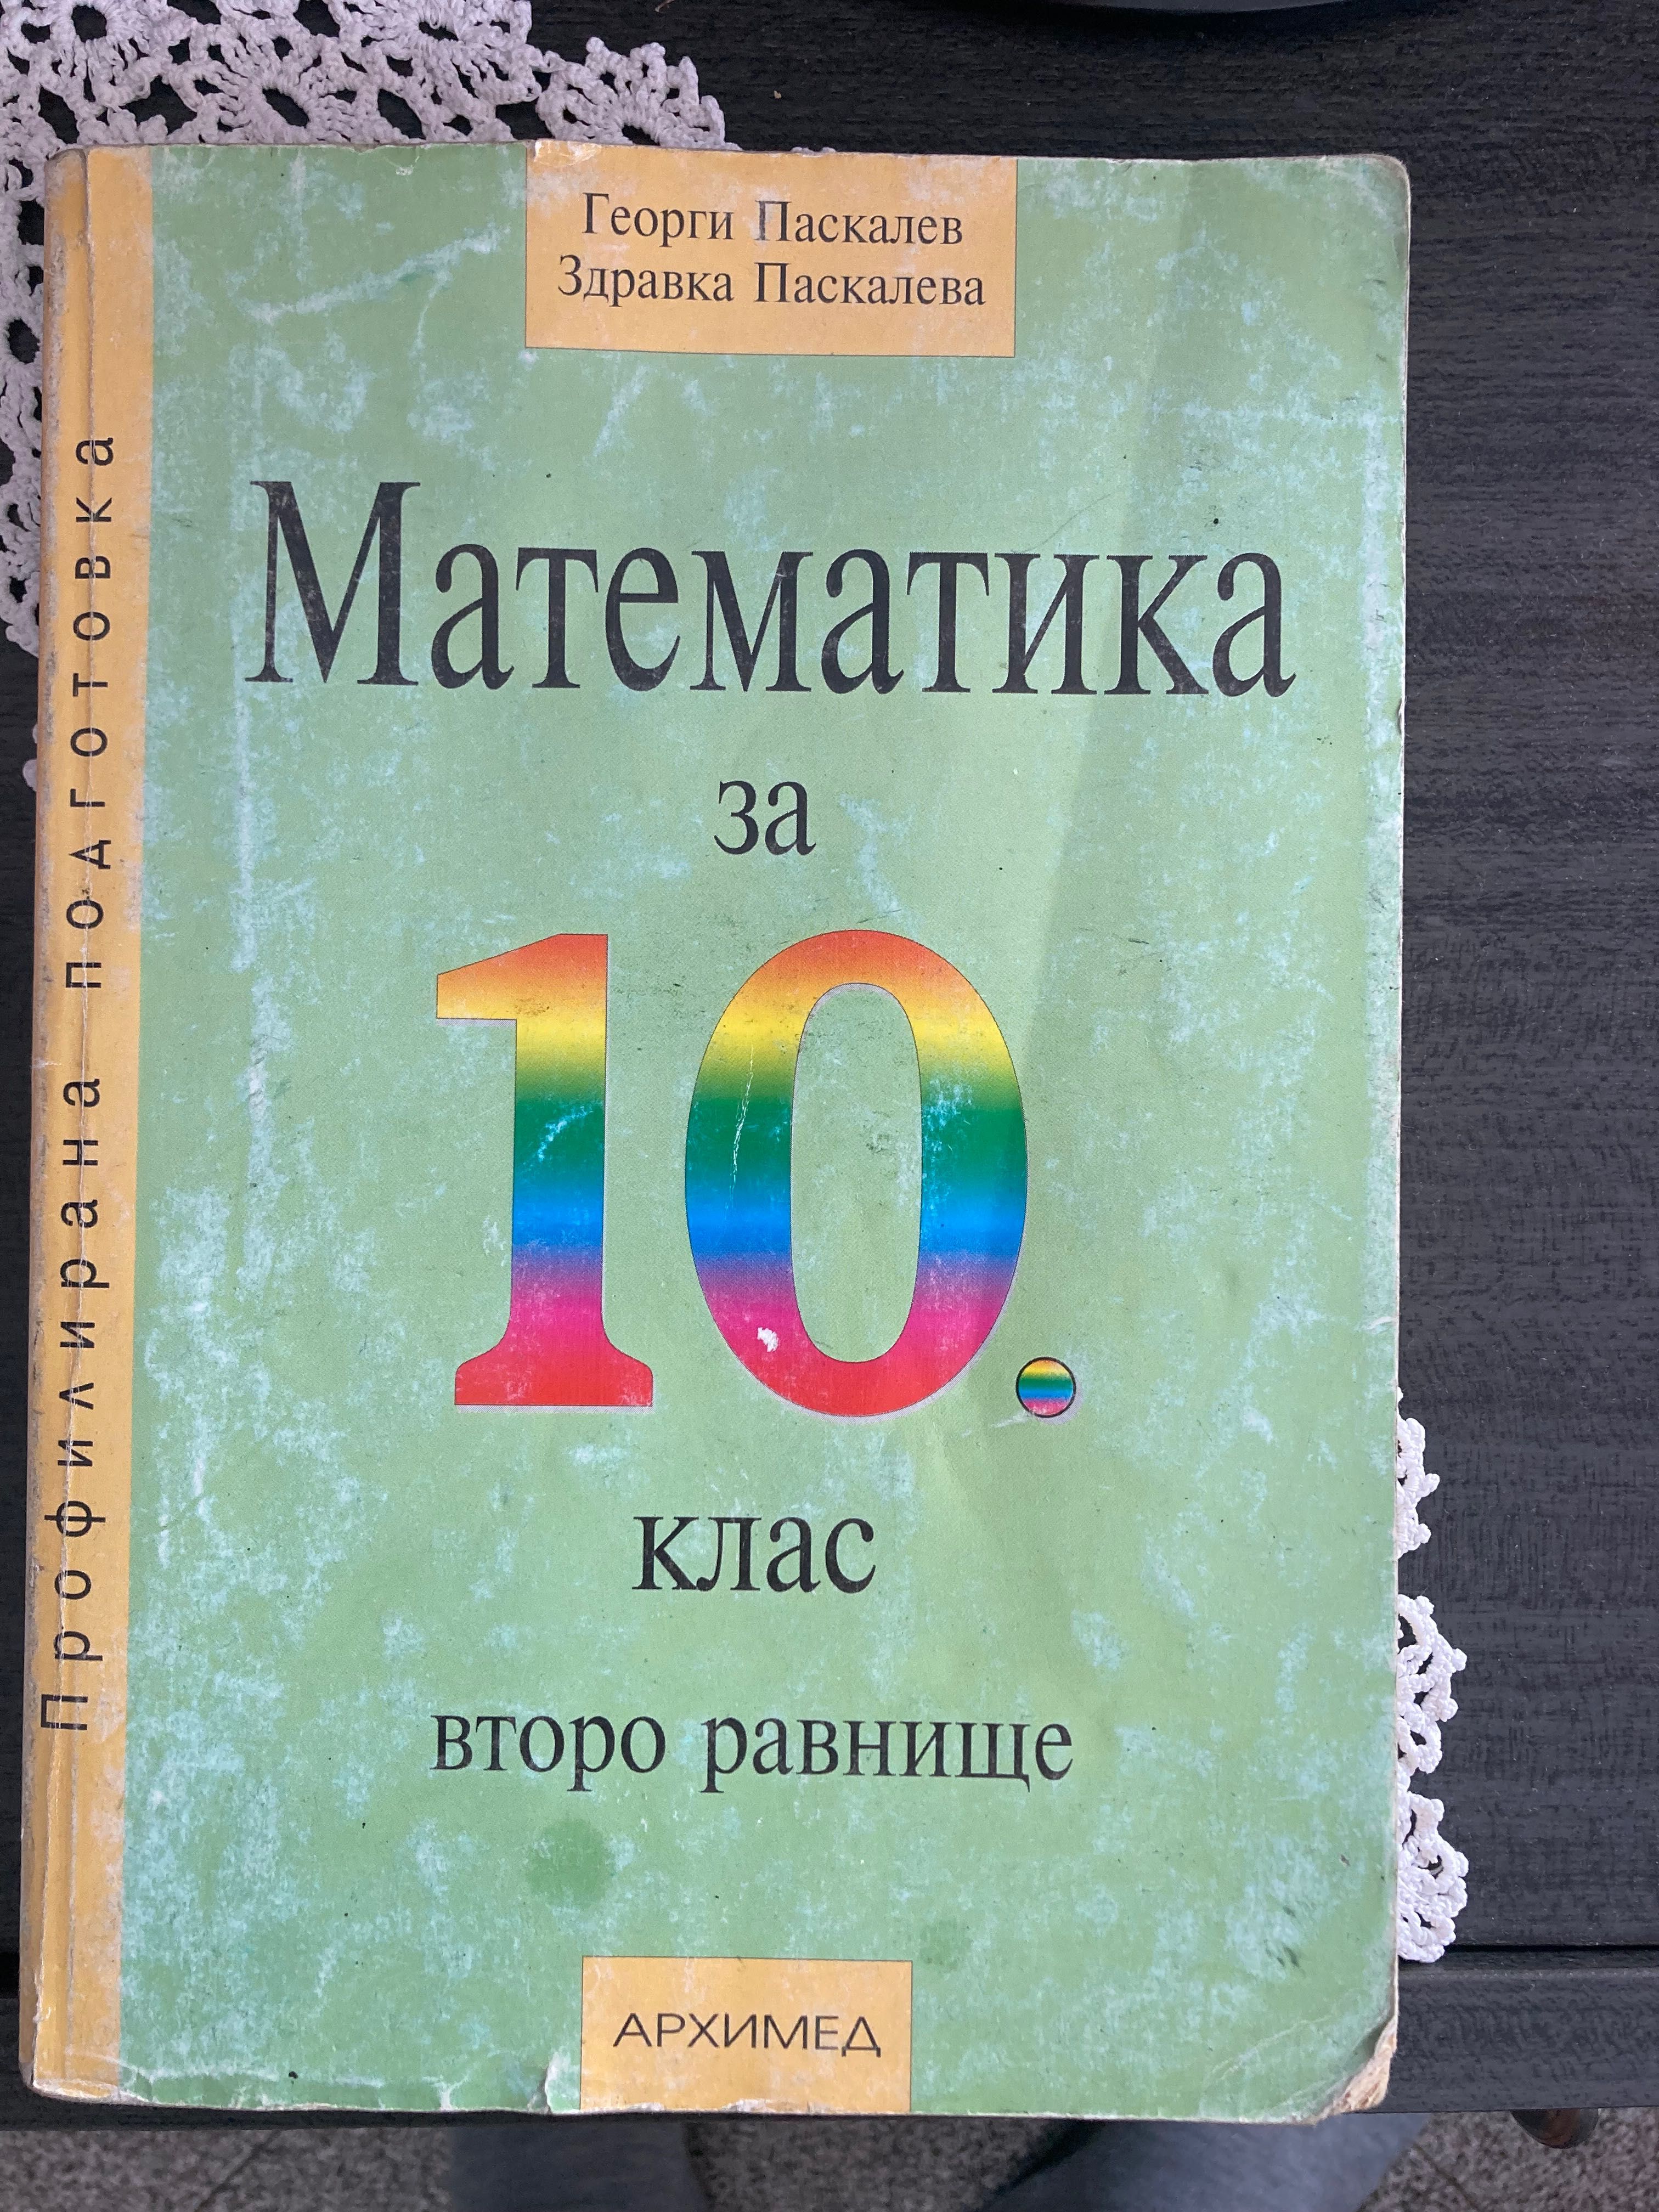 Георги Паскалев
Здравка Паскалева
Математика
за
10.
клас
второ равнище
АРХИМЕД
Профилирана подготовка